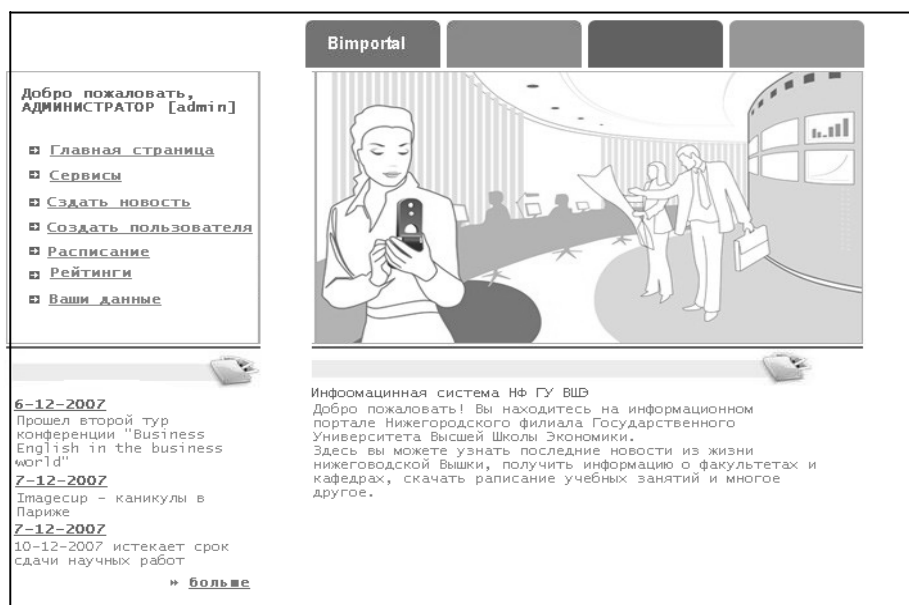 Bimportal
Добро пожаловать,
АДМИНИСТРАТОР [admin]
Главная страница
Сервисы
Сздать новость
Создать пользователя
Расписание
Рейтинги
Ваши данные
6-12-2007
Прошел второй тур
конференции "Business
English in the business
world"
7-12-2007
Imagecup - каникулы в
Париже
7-12-2007
10-12-2007 истекает срок
сдачи научных работ
» больше
Инфоомацинная система НФ ГУ ВШЭ
Добро пожаловать! Вы находитесь на информационном
портале Нижегородского филиала Государственного
Университета Высшей Школы Экономики.
Здесь вы можете узнать последние новости из жизни
нижеговодской Вышки, получить информацию о факультетах и
кафедрах, скачать раписание учебных занятий и многое
другое.